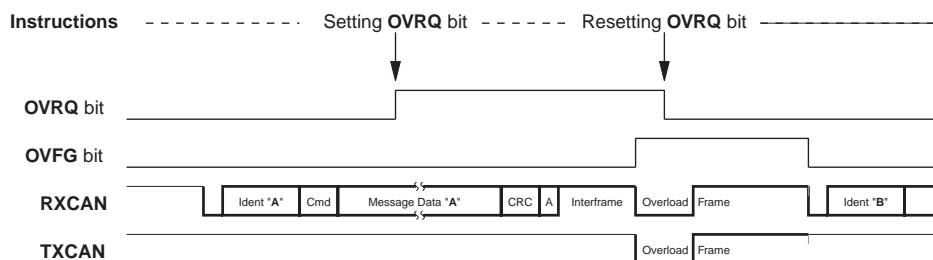 Instructions Setting OVRQ bit Resetting OVRQ bit
OVRQ bit
OVFG bit
RXCAN Ident "A" Cmd Message Data "A" CRC A Interframe Overload Frame Ident "B"
TXCAN Overload Frame